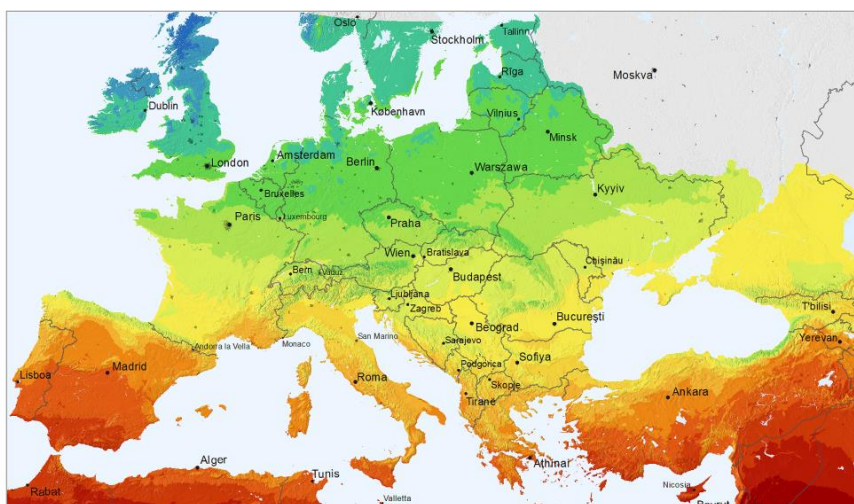 Oslo
Stockholm
Tallinn
Rīga
Moskva
Dublin
København
Vilnius
Minsk
London
Amsterdam
Berlin
Warszawa
Bruxelles
Kyyiv
Paris
Luxembourg
Praha
Wien
Bratislava
Bern
Vaduz
Budapest
Chișinău
Ljubljana
Zagreb
T'bilisi
Beograd
București
San Marino
Yerevan
Andorra la Vella
Monaco
Sarajevo
Sofiya
Podgorica
Madrid
Lisboa
Roma
Skopje
Ankara
Tirane
Alger
Tunis
Athinai
Nicosia
Rabat
Valletta